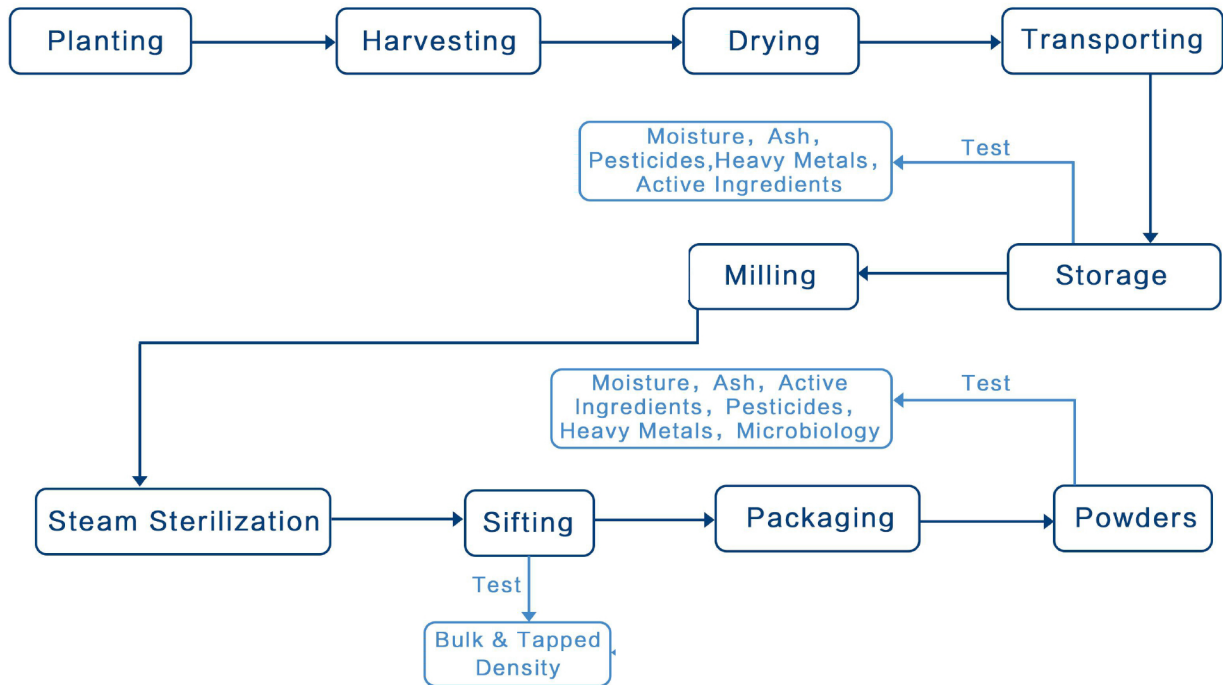 Planting
Harvesting
Drying
Transporting
Moisture, Ash,
Pesticides,Heavy Metals,
Active Ingredients
Test
Milling
Storage
Moisture, Ash, Active
Ingredients, Pesticides,
Heavy Metals, Microbiology
Test
Steam Sterilization
Sifting
Packaging
Powders
Test
Bulk & Tapped
Density